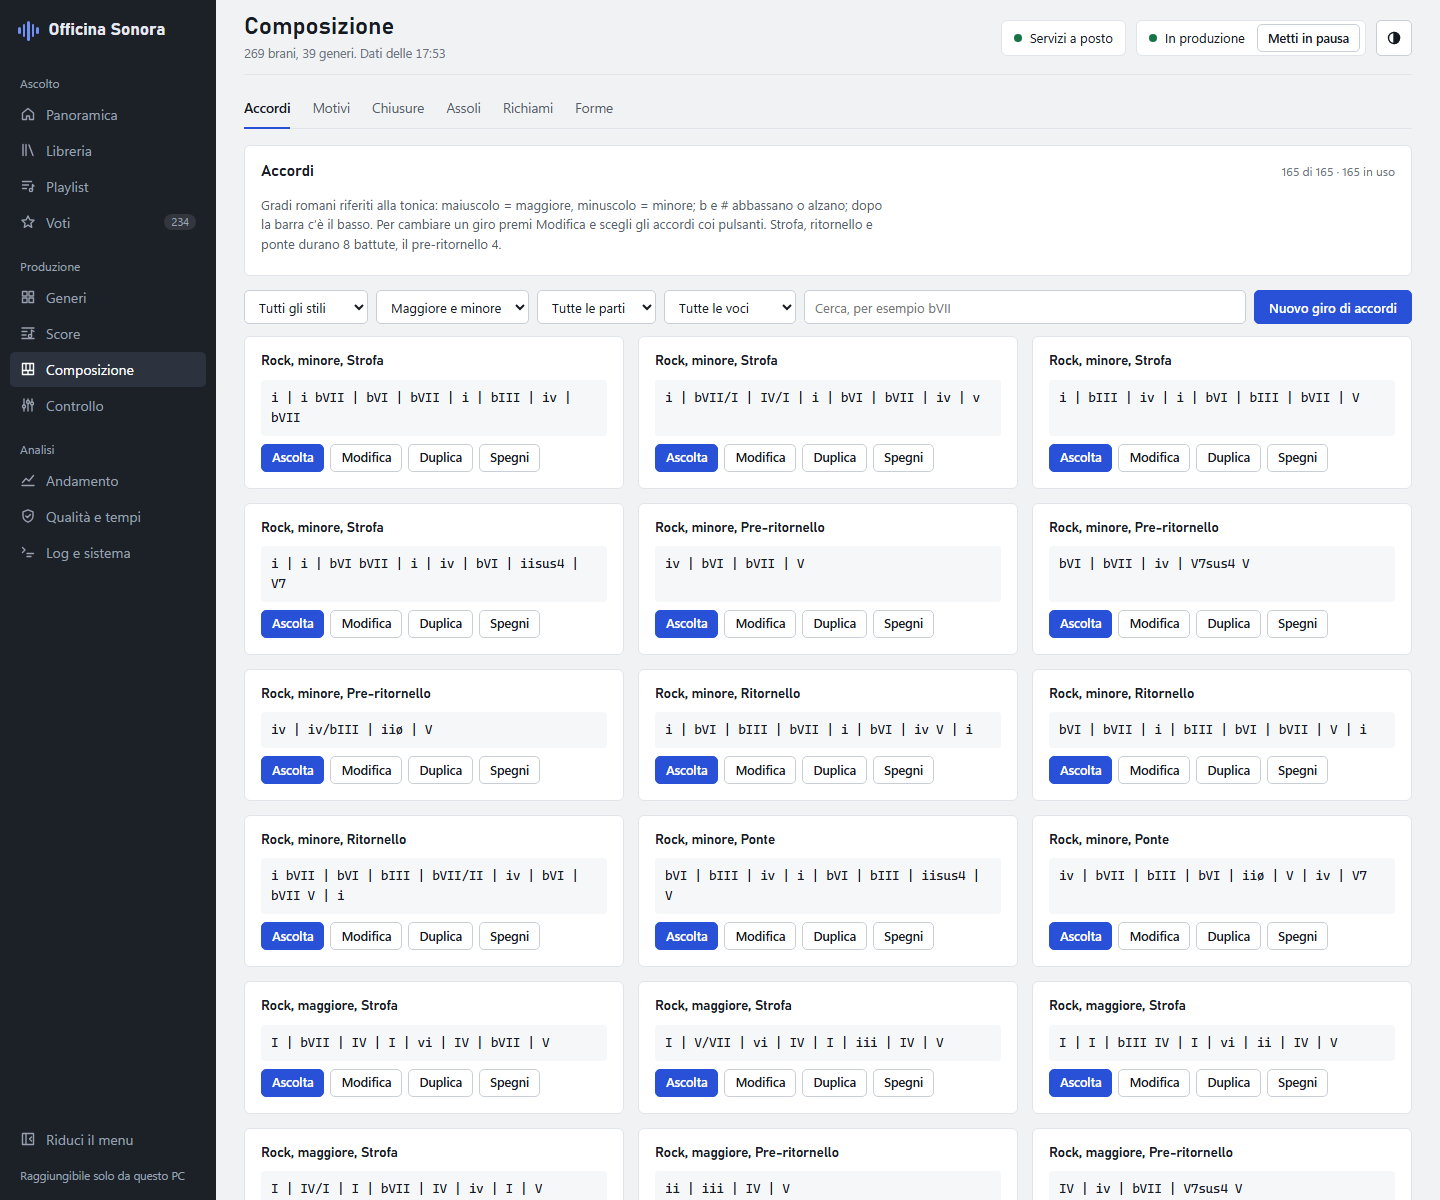 Officina Sonora
Ascolto
Panoramica
Libreria
Playlist
Voti 234
Produzione
Generi
Score
Composizione
Controllo
Analisi
Andamento
Qualità e tempi
Log e sistema
Riduci il menu
Raggiungibile solo da questo PC
Composizione
269 brani, 39 generi. Dati delle 17:53
Servizi a posto
In produzione Metti in pausa
Accordi Motivi Chiusure Assoli Richiami Forme
Accordi
165 di 165 · 165 in uso
Gradi romani riferiti alla tonica: maiuscolo = maggiore, minuscolo = minore; b e # abbassano o alzano; dopo
la barra c'è il basso. Per cambiare un giro premi Modifica e scegli gli accordi coi pulsanti. Strofa, ritornello e
ponte durano 8 battute, il pre-ritornello 4.
Tutti gli stili Maggiore e minore Tutte le parti Tutte le voci Cerca, per esempio bVII Nuovo giro di accordi
Rock, minore, Strofa
i | i bVII | bVI | bVII | i | bIII | iv |
bVII
Ascolta Modifica Duplica Spegni
Rock, minore, Strofa
i | bVII/I | IV/I | i | bVI | bVII | iv | v
Ascolta Modifica Duplica Spegni
Rock, minore, Strofa
i | bIII | iv | i | bVI | bIII | bVII | V
Ascolta Modifica Duplica Spegni
Rock, minore, Strofa
i | i | bVI bVII | i | iv | bVI | iisus4 |
V7
Ascolta Modifica Duplica Spegni
Rock, minore, Pre-ritornello
iv | bVI | bVII | V
Ascolta Modifica Duplica Spegni
Rock, minore, Pre-ritornello
bVI | bVII | iv | V7sus4 V
Ascolta Modifica Duplica Spegni
Rock, minore, Pre-ritornello
iv | iv/bIII | iiø | V
Ascolta Modifica Duplica Spegni
Rock, minore, Ritornello
i | bVI | bIII | bVII | i | bVI | iv V | i
Ascolta Modifica Duplica Spegni
Rock, minore, Ritornello
bVI | bVII | i | bIII | bVI | bVII | V | i
Ascolta Modifica Duplica Spegni
Rock, minore, Ritornello
i bVII | bVI | bIII | bVII/II | iv | bVI |
bVII V | i
Ascolta Modifica Duplica Spegni
Rock, minore, Ponte
bVI | bIII | iv | i | bVI | bIII | iisus4 |
V
Ascolta Modifica Duplica Spegni
Rock, minore, Ponte
iv | bVII | bIII | bVI | iiø | V | iv | V7
Ascolta Modifica Duplica Spegni
Rock, maggiore, Strofa
I | bVII | IV | I | vi | IV | bVII | V
Ascolta Modifica Duplica Spegni
Rock, maggiore, Strofa
I | V/VII | vi | IV | I | iii | IV | V
Ascolta Modifica Duplica Spegni
Rock, maggiore, Strofa
I | I | bIII IV | I | vi | ii | IV | V
Ascolta Modifica Duplica Spegni
Rock, maggiore, Strofa
I | IV/I | I | bVII | IV | iv | I | V
Rock, maggiore, Pre-ritornello
ii | iii | IV | V
Rock, maggiore, Pre-ritornello
IV | iv | bVII | V7sus4 V